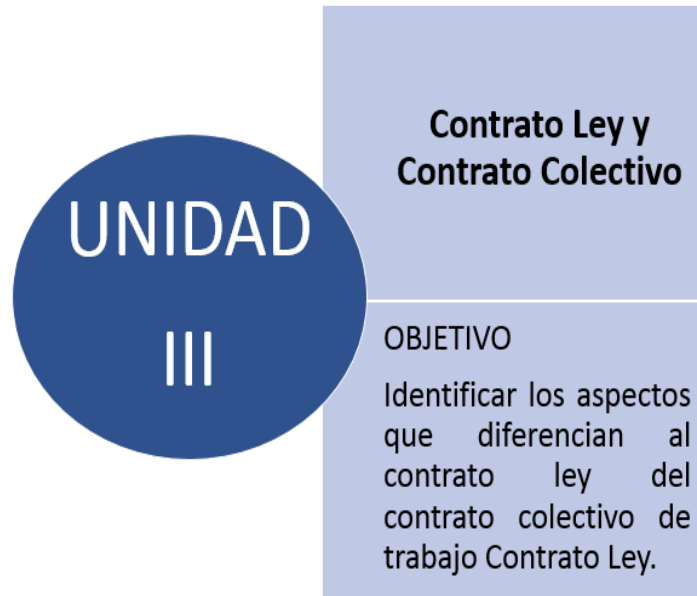 UNIDAD
III
Contrato Ley y
Contrato Colectivo
OBJETIVO
Identificar los aspectos
que diferencian al
contrato ley del
contrato colectivo de
trabajo Contrato Ley.